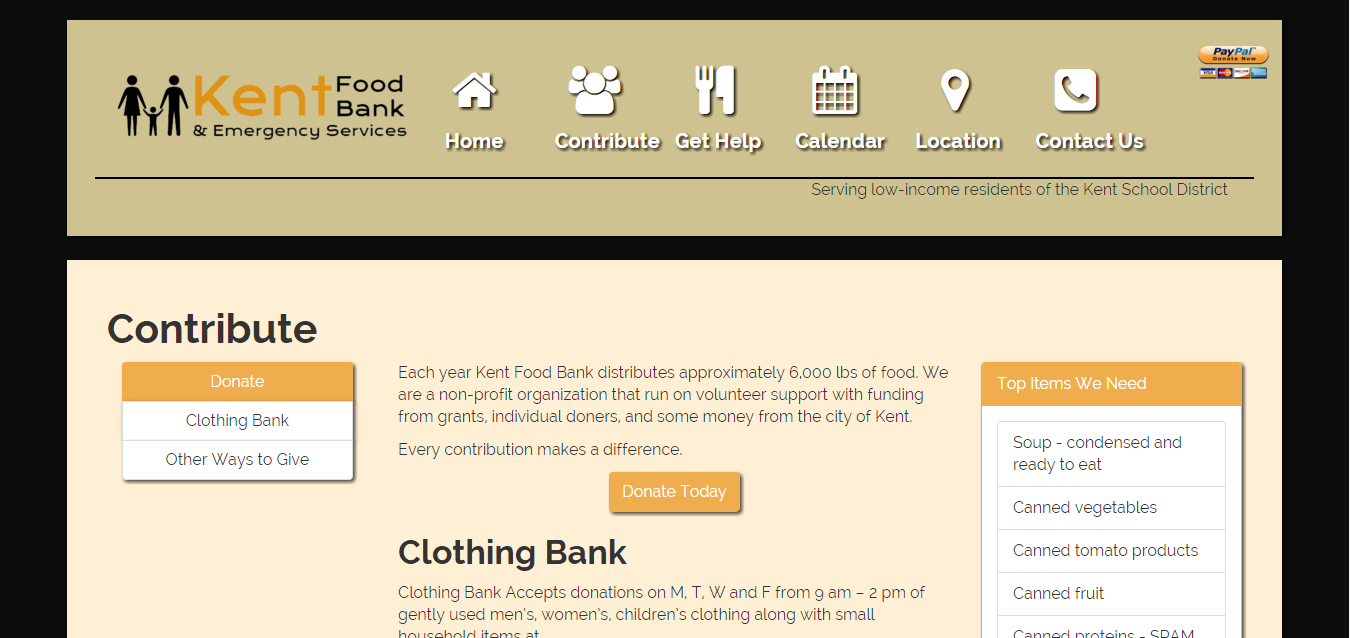 PayPal
Donate Now
Kent Food
Bank
& Emergency Services
Home
Contribute
Get Help
Calendar
Location
Contact Us
Serving low-income residents of the Kent School District
Contribute
Donate
Clothing Bank
Other Ways to Give
Each year Kent Food Bank distributes approximately 6,000 lbs of food. We
are a non-profit organization that run on volunteer support with funding
from grants, individual doners, and some money from the city of Kent.
Every contribution makes a difference.
Donate Today
Clothing Bank
Clothing Bank Accepts donations on M, T, W and F from 9 am – 2 pm of
gently used men's, women's, children's clothing along with small
household items at
Top Items We Need
Soup - condensed and
ready to eat
Canned vegetables
Canned tomato products
Canned fruit
Canned proteins - SPAM